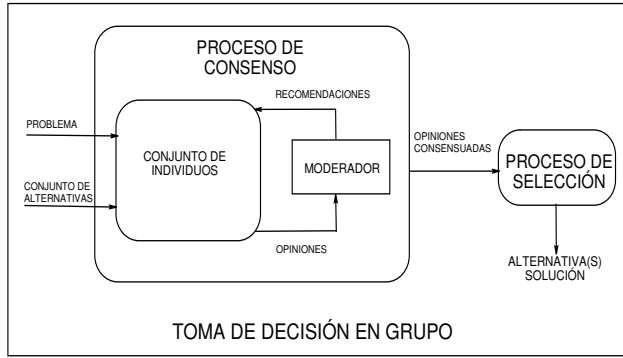 PROCESO DE
CONSENSO
RECOMENDACIONES
PROBLEMA
CONJUNTO DE
ALTERNATIVAS
CONJUNTO DE
INDIVIDUOS
MODERADOR
OPINIONES
OPINIONES
CONSENSUADAS
PROCESO DE
SELECCIÓN
ALTERNATIVA(S)
SOLUCIÓN
TOMA DE DECISIÓN EN GRUPO